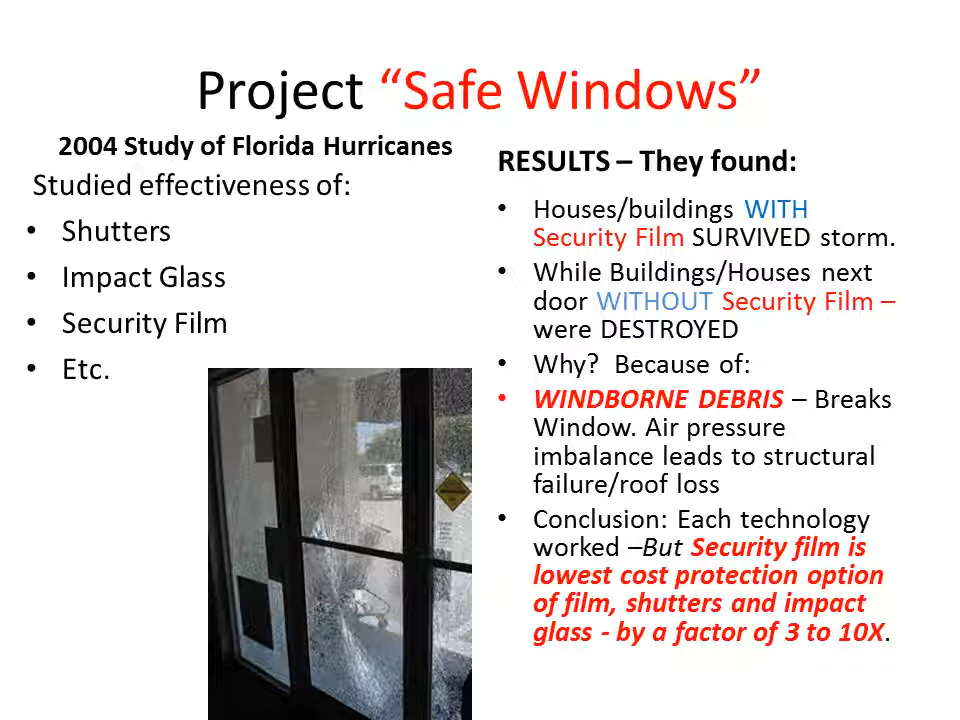 Project “Safe Windows”
2004 Study of Florida Hurricanes
Studied effectiveness of:
• Shutters
• Impact Glass
• Security Film
• Etc.
RESULTS – They found:
• Houses/buildings WITH
Security Film SURVIVED storm.
• While Buildings/Houses next
door WITHOUT Security Film –
were DESTROYED
• Why?  Because of:
• WINDBORNE DEBRIS – Breaks
Window. Air pressure
imbalance leads to structural
failure/roof loss
• Conclusion: Each technology
worked –But Security film is
lowest cost protection option
of film, shutters and impact
glass - by a factor of 3 to 10X.